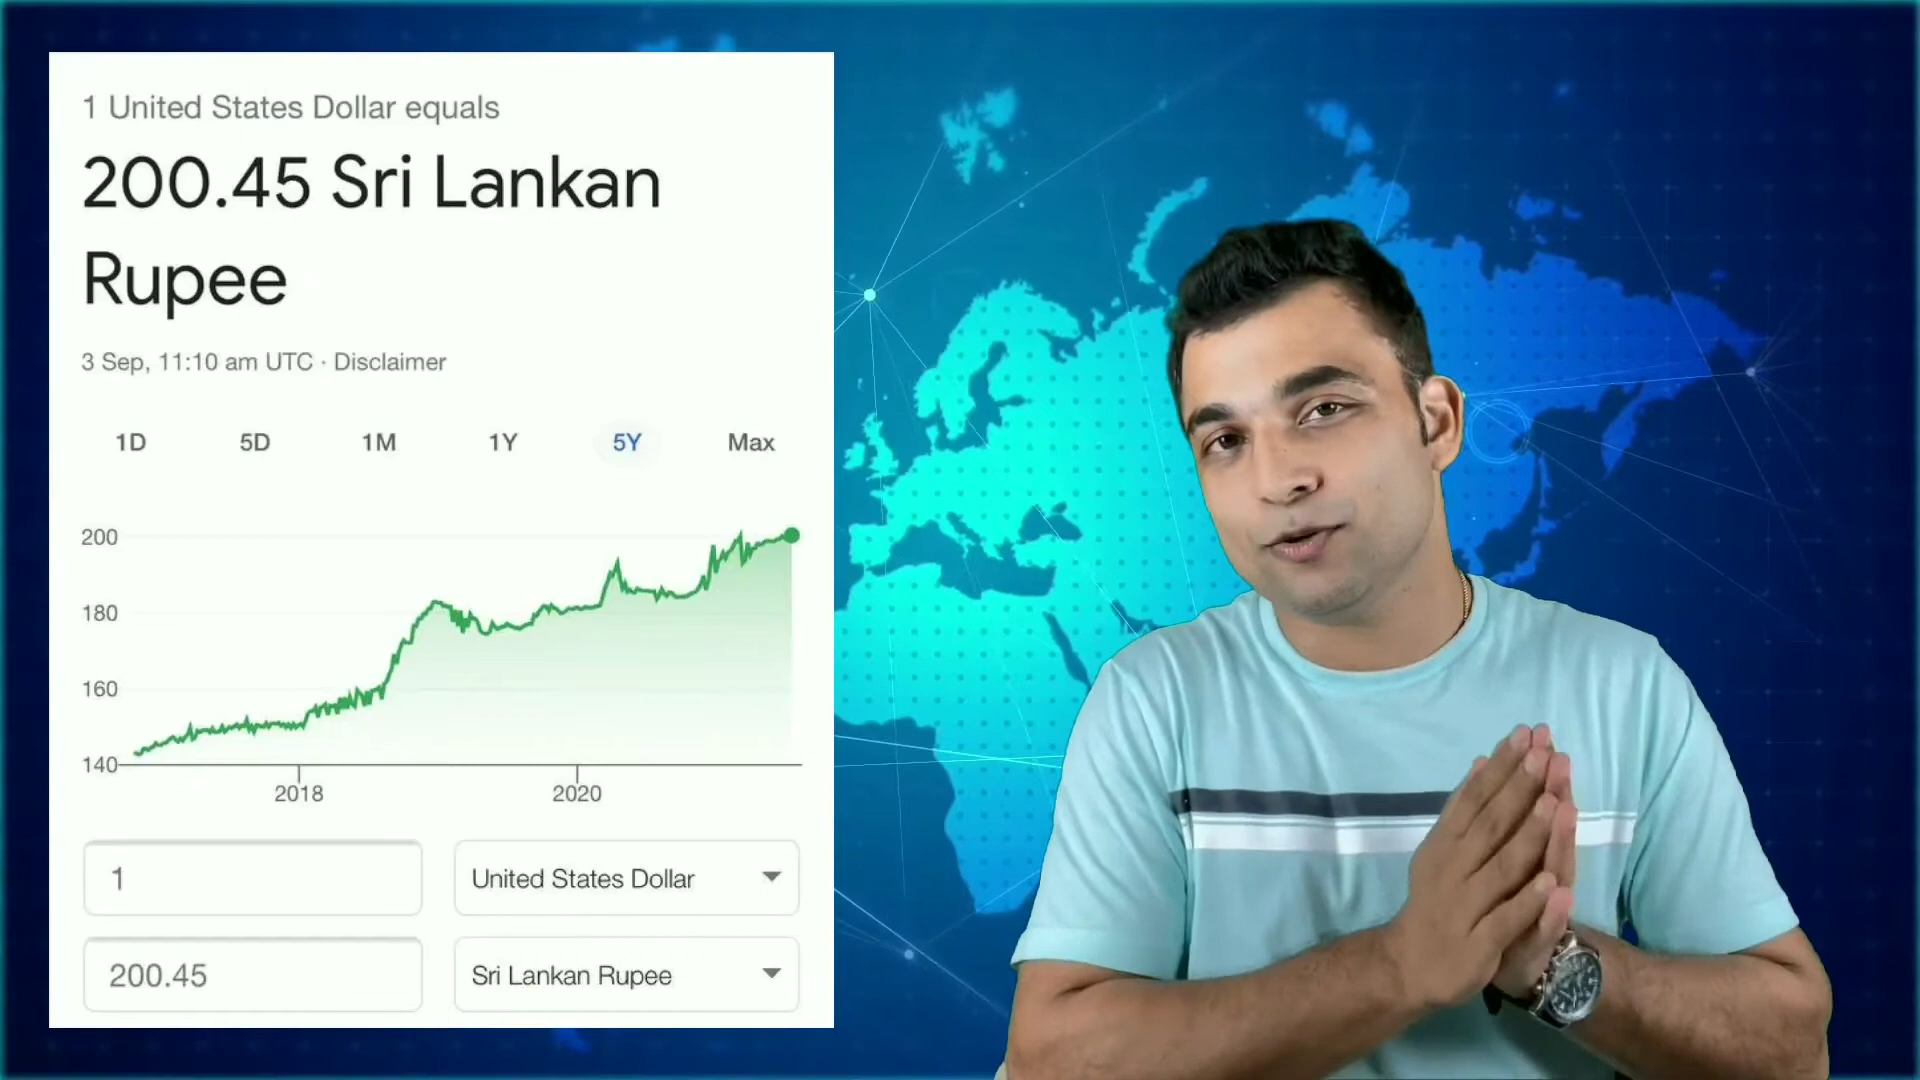 1 United States Dollar equals
200.45 Sri Lankan
Rupee
3 Sep, 11:10 am UTC · Disclaimer
1D 5D 1M 1Y 5Y Max
200
180
160
140
2018 2020
1 United States Dollar
200.45 Sri Lankan Rupee